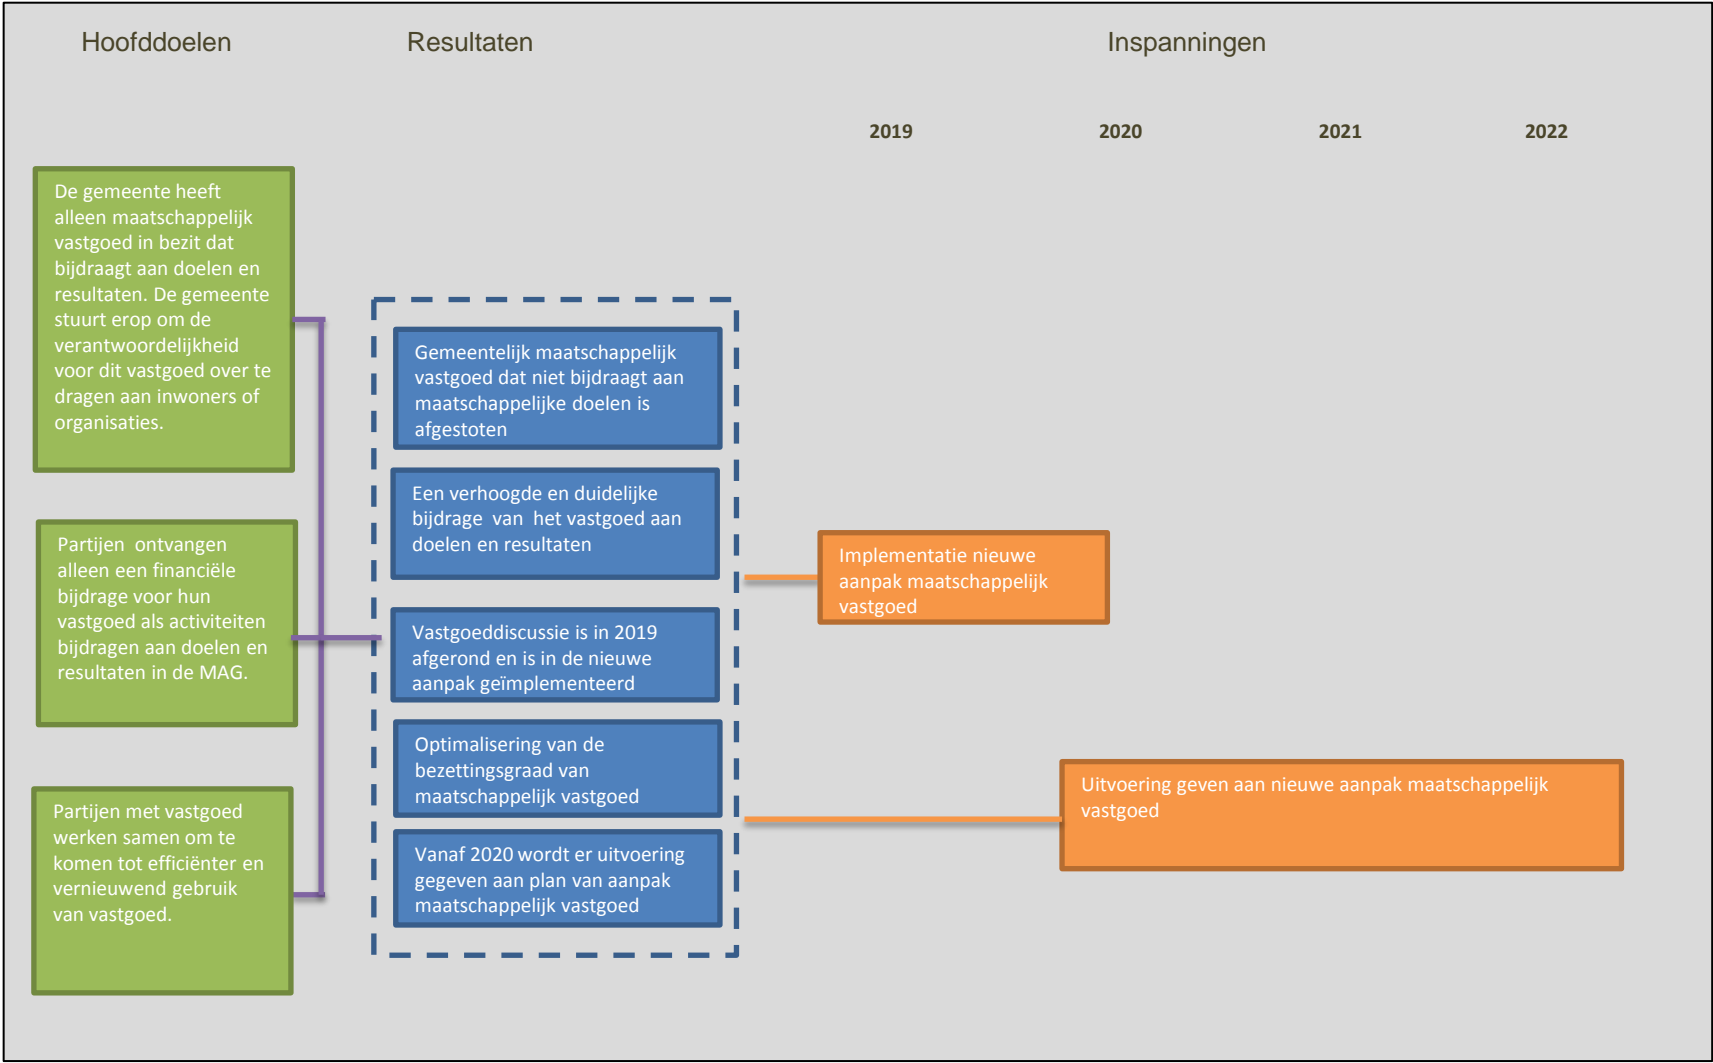 Hoofddoelen
Resultaten
Inspanningen
2019
2020
2021
2022
De gemeente heeft
alleen maatschappelijk
vastgoed in bezit dat
bijdraagt aan doelen en
resultaten. De gemeente
stuurt erop om de
verantwoordelijkheid
voor dit vastgoed over te
dragen aan inwoners of
organisaties.
Partijen ontvangen
alleen een financiële
bijdrage voor hun
vastgoed als activiteiten
bijdragen aan doelen en
resultaten in de MAG.
Partijen met vastgoed
werken samen om te
komen tot efficiënter en
vernieuwend gebruik
van vastgoed.
Gemeentelijk maatschappelijk
vastgoed dat niet bijdraagt aan
maatschappelijke doelen is
afgestoten
Een verhoogde en duidelijke
bijdrage van het vastgoed aan
doelen en resultaten
Vastgoeddiscussie is in 2019
afgerond en is in de nieuwe
aanpak geïmplementeerd
Optimalisering van de
bezettingsgraad van
maatschappelijk vastgoed
Vanaf 2020 wordt er uitvoering
gegeven aan plan van aanpak
maatschappelijk vastgoed
Implementatie nieuwe
aanpak maatschappelijk
vastgoed
Uitvoering geven aan nieuwe aanpak maatschappelijk
vastgoed